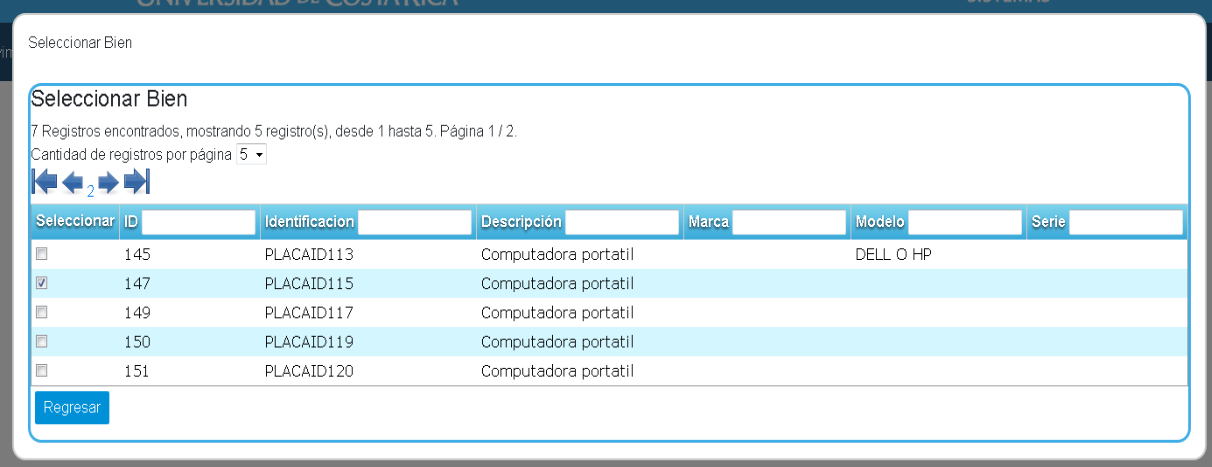 UNIVERSIDAD DE COSTA RICA
SISTEMAS
Seleccionar Bien
Seleccionar Bien
7 Registros encontrados, mostrando 5 registro(s), desde 1 hasta 5. Página 1 / 2.
Cantidad de registros por página 5
2
Seleccionar ID Identificacion Descripción Marca Modelo Serie
145 PLACAID113 Computadora portatil DELL O HP
147 PLACAID115 Computadora portatil
149 PLACAID117 Computadora portatil
150 PLACAID119 Computadora portatil
151 PLACAID120 Computadora portatil
Regresar